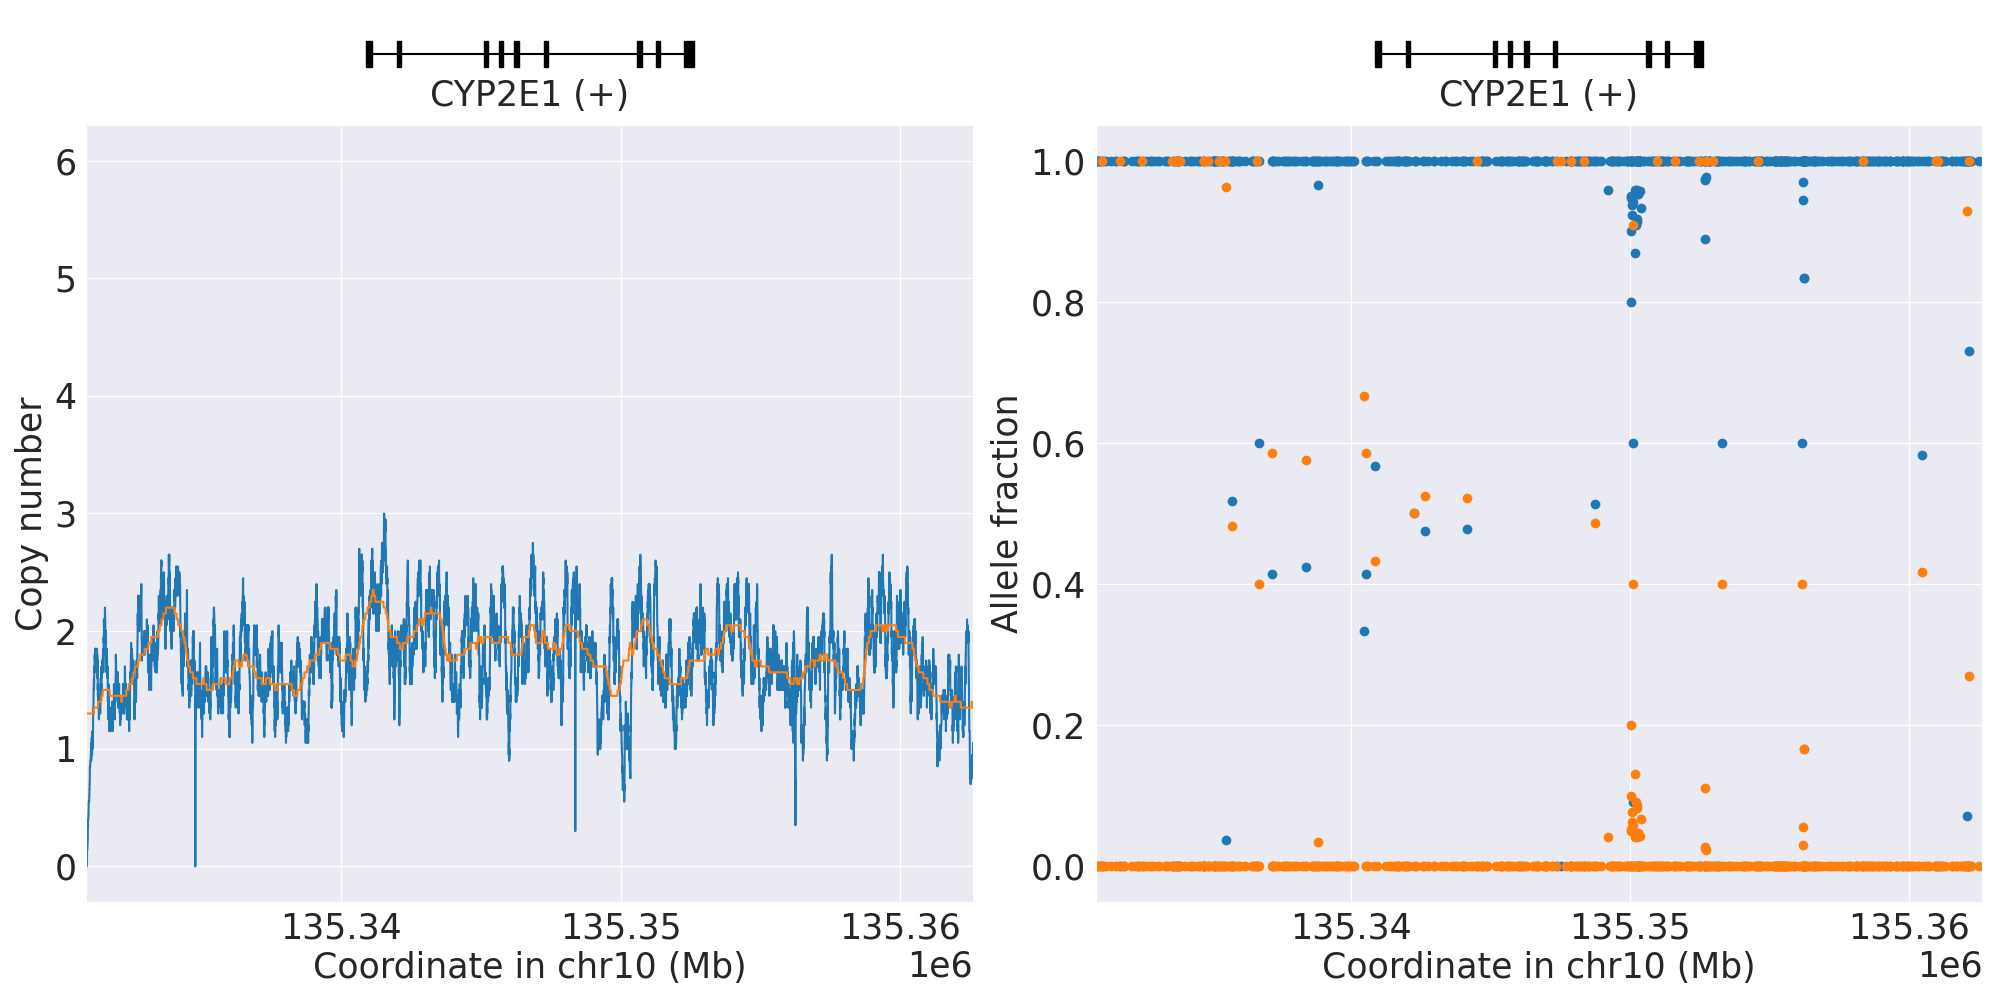 CYP2E1 (+)
6
5
4
3
2
1
0
Copy number
135.34 135.35 135.36
Coordinate in chr10 (Mb)
1e6
CYP2E1 (+)
1.0
0.8
0.6
0.4
0.2
0.0
Allele fraction
135.34 135.35 135.36
Coordinate in chr10 (Mb)
1e6